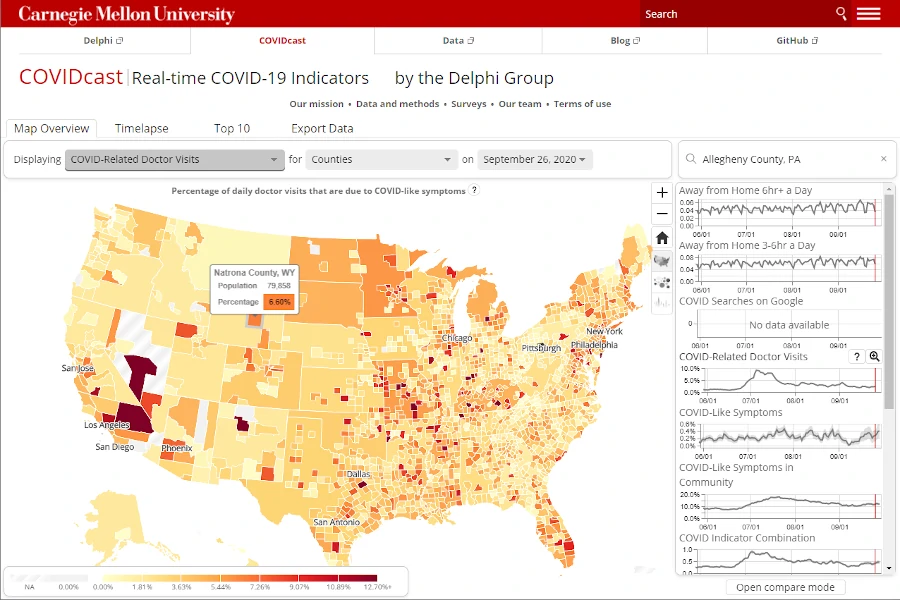 Carnegie Mellon University
Search
Delphi
COVIDcast
Data
Blog
GitHub
COVIDcast Real-time COVID-19 Indicators by the Delphi Group
Our mission • Data and methods • Surveys • Our team • Terms of use
Map Overview
Timelapse
Top 10
Export Data
Displaying COVID-Related Doctor Visits for Counties on September 26, 2020
Allegheny County, PA ×
Percentage of daily doctor visits that are due to COVID-like symptoms ?
+
−
Natrona County, WY
Population 79,858
Percentage 6.60%
Chicago
New York
Pittsburgh
Philadelphia
San Jose
Los Angeles
San Diego
Phoenix
Dallas
San Antonio
NA 0.00% 0.00% 1.81% 3.63% 5.44% 7.26% 9.07% 10.89% 12.70%+
Away from Home 6hr+ a Day
0.06
0.04
0.02
0.00
06/01 07/01 08/01 09/01
Away from Home 3-6hr a Day
0.08
0.04
0.00
06/01 07/01 08/01 09/01
COVID Searches on Google
0
No data available
06/01 07/01 08/01 09/01
COVID-Related Doctor Visits ?
10.0%
5.0%
0.0%
06/01 07/01 08/01 09/01
COVID-Like Symptoms
0.6%
0.4%
0.2%
0.0%
06/01 07/01 08/01 09/01
COVID-Like Symptoms in
Community
20.0%
10.0%
0.0%
06/01 07/01 08/01 09/01
COVID Indicator Combination
1.0
0.5
0.0
Open compare mode